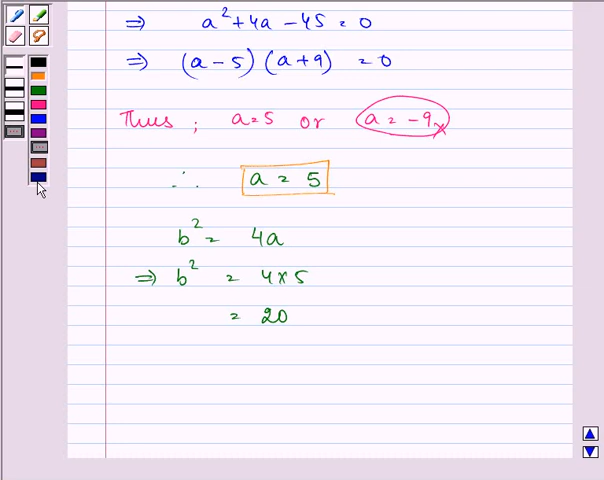 ⇒ a² + 4a - 45 = 0
⇒ (a - 5) (a + 9) = 0
Thus ; a = 5 or a = - 9 x
∴ a = 5
b² = 4a
⇒ b² = 4 × 5
= 20